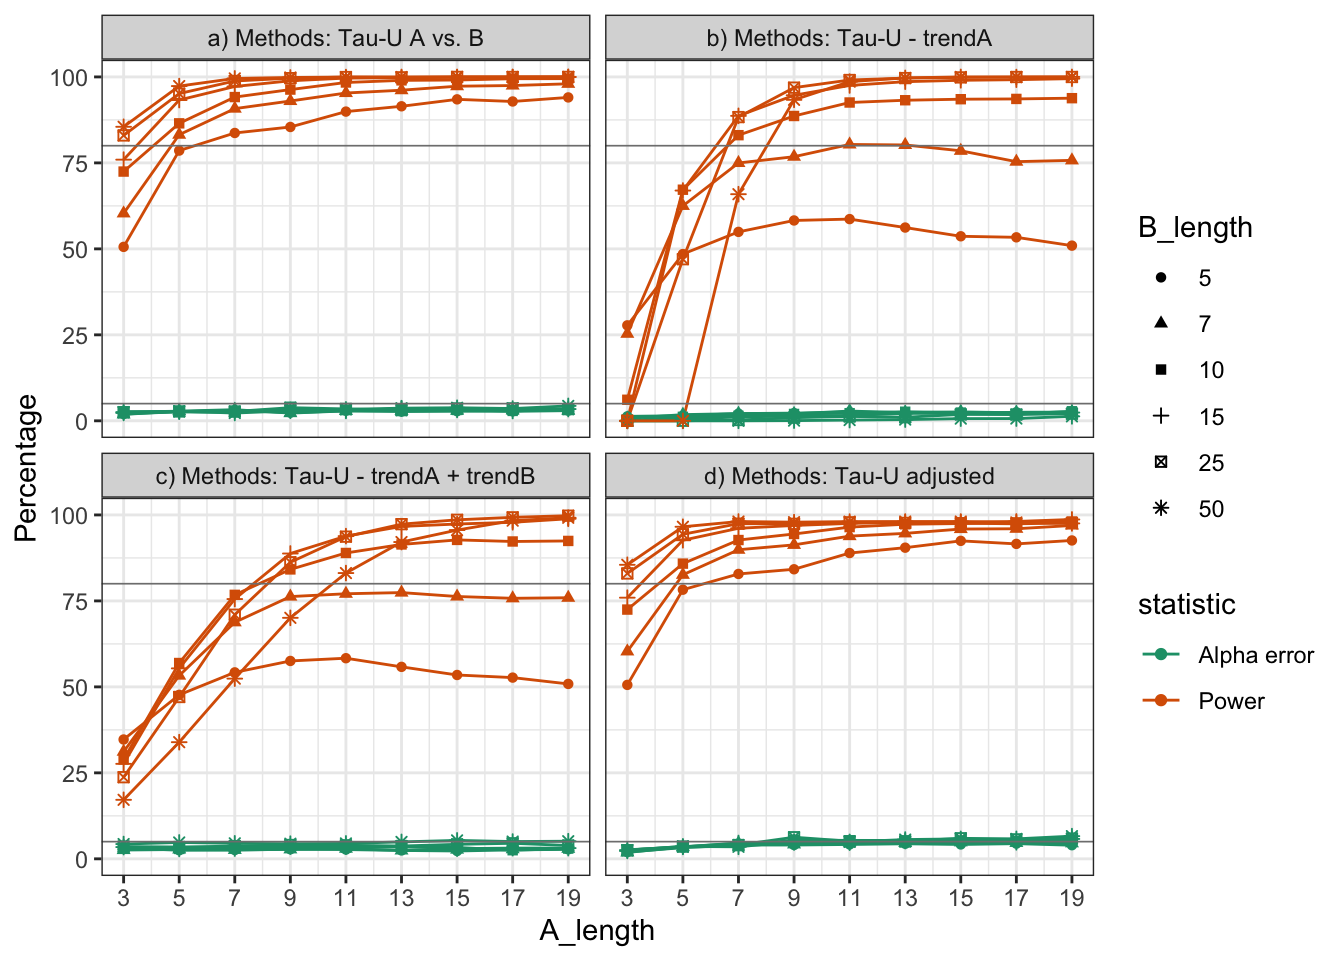 a) Methods: Tau-U A vs. B
b) Methods: Tau-U - trendA
100
75
50
25
0
c) Methods: Tau-U - trendA + trendB
d) Methods: Tau-U adjusted
100
75
50
25
0
3 5 7 9 11 13 15 17 19
3 5 7 9 11 13 15 17 19
A_length
Percentage
B_length
5
7
10
15
25
50
statistic
Alpha error
Power